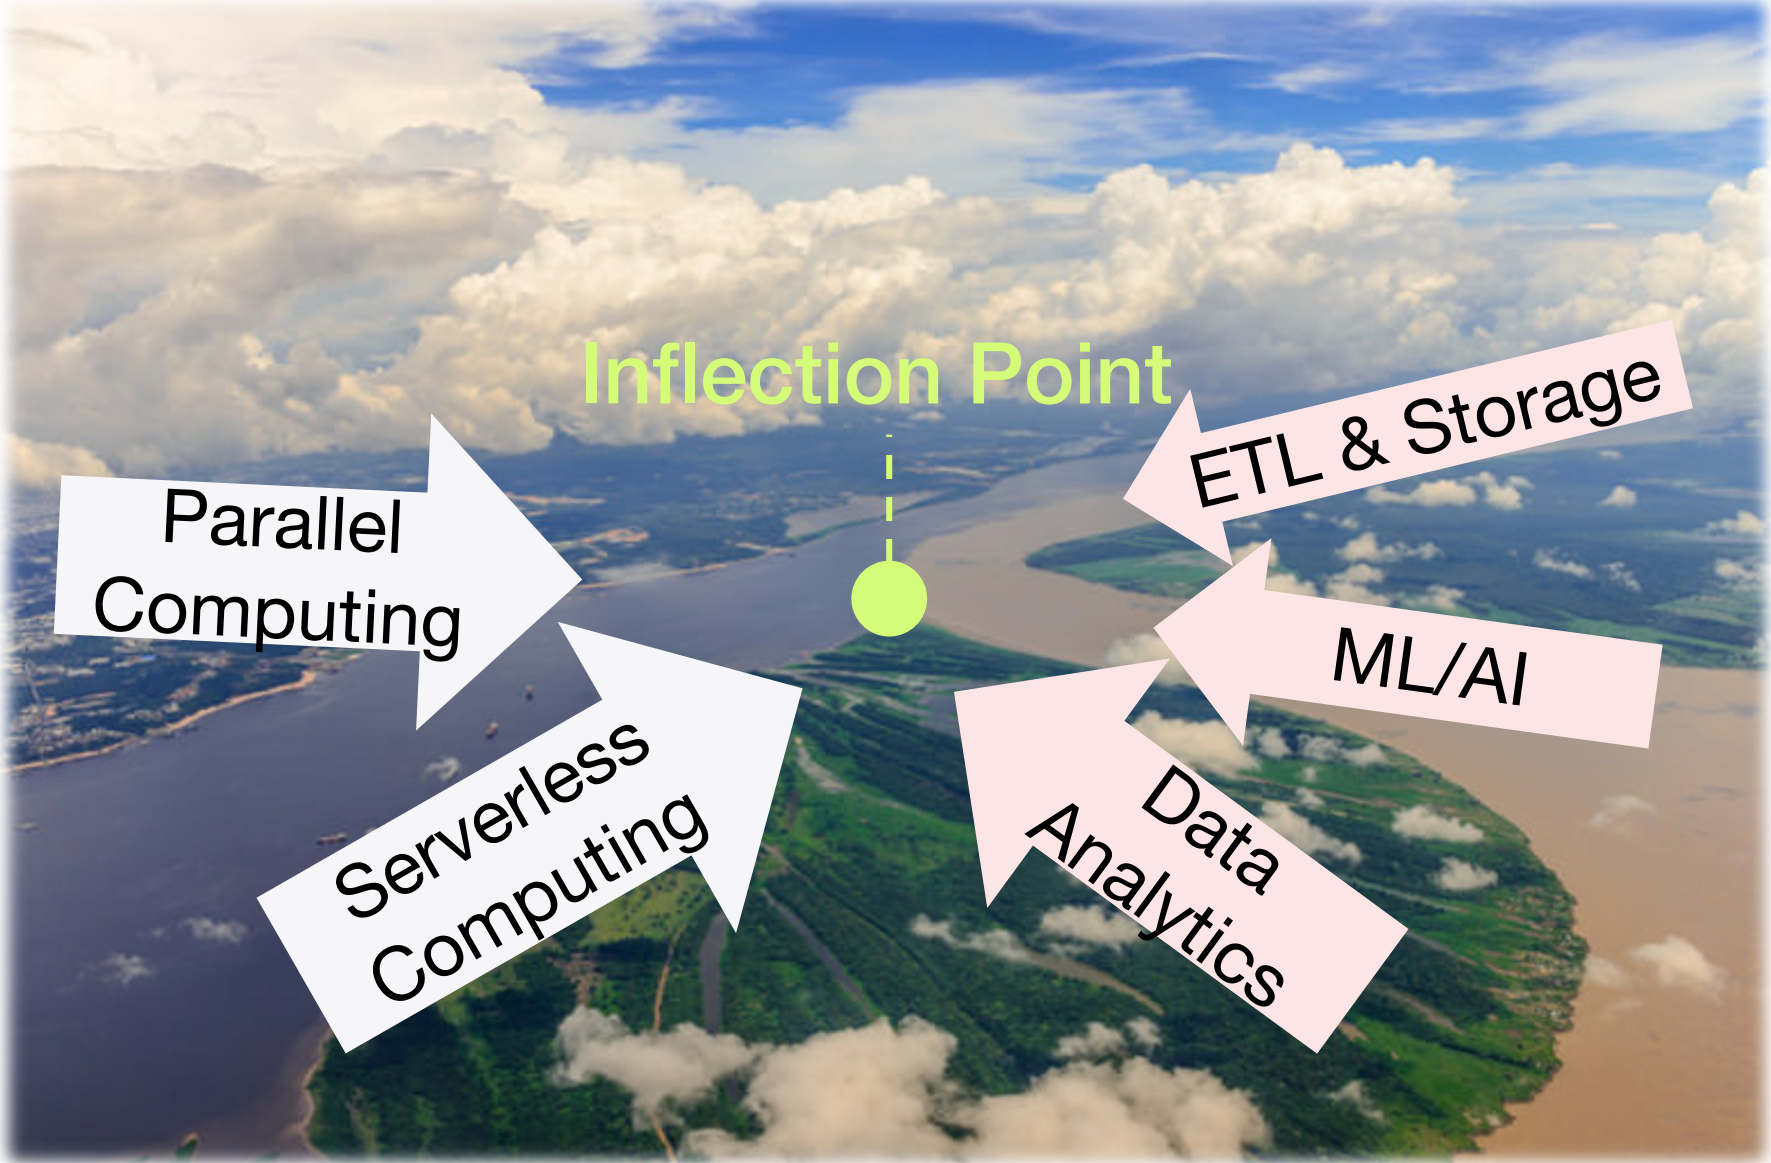 Inflection Point
ETL & Storage
Parallel
Computing
ML/AI
Serverless
Computing
Data
Analytics